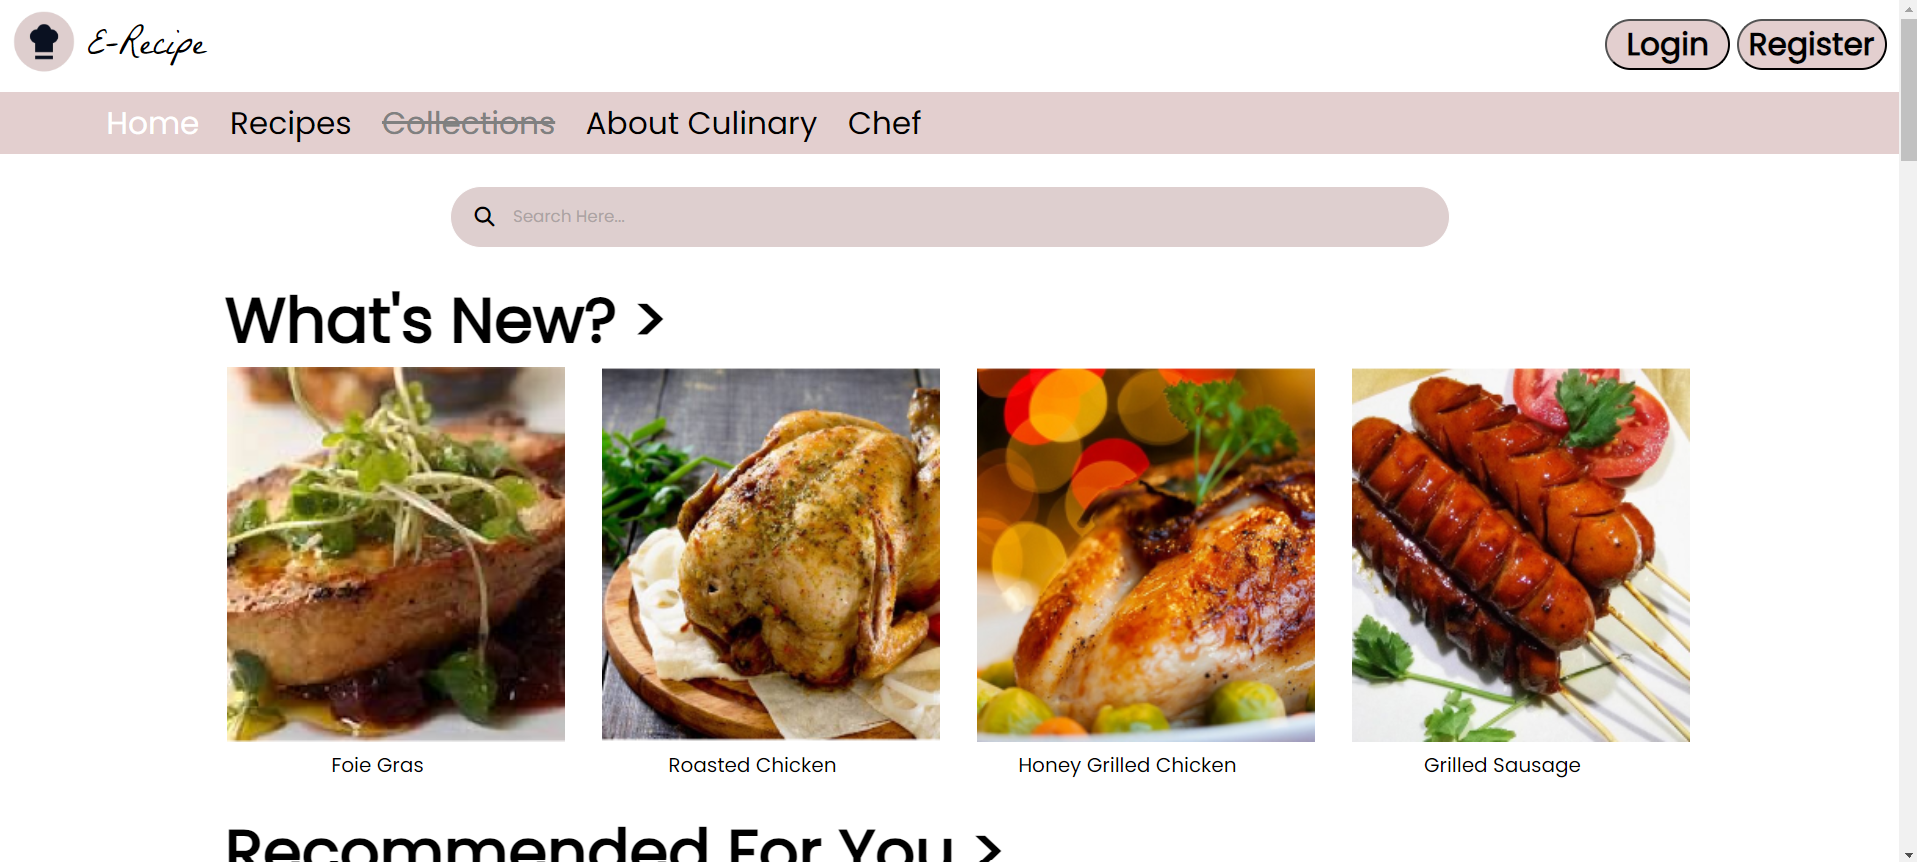 E-Recipe
Login Register
Home Recipes Collections About Culinary Chef
Search Here...
What's New? >
Foie Gras Roasted Chicken Honey Grilled Chicken Grilled Sausage
Recommended For You >